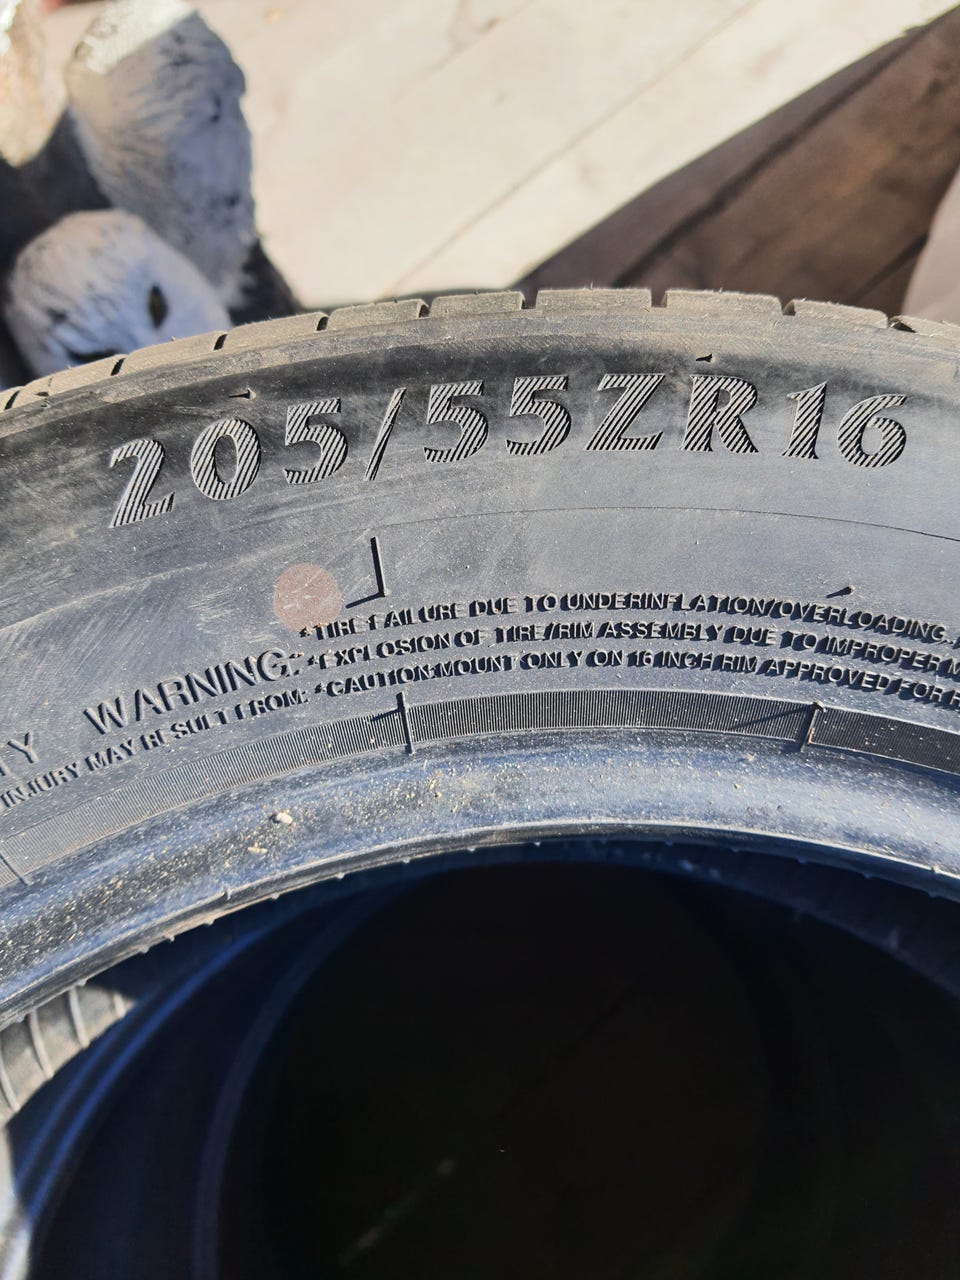 205/55ZR16
WARNING: *TIRE FAILURE DUE TO UNDERINFLATION/OVERLOADING.
*EXPLOSION OF TIRE/RIM ASSEMBLY DUE TO IMPROPER
INJURY MAY RESULT FROM: *CAUTION:MOUNT ONLY ON 16 INCH RIM APPROVED FOR